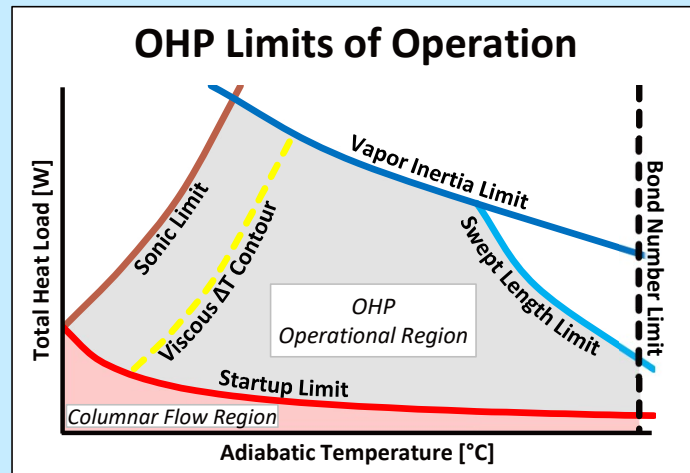 OHP Limits of Operation
Total Heat Load [W]
Sonic Limit
Viscous ΔT Contour
Vapor Inertia Limit
Swept Length Limit
Bond Number Limit
OHP
Operational Region
Startup Limit
Columnar Flow Region
Adiabatic Temperature [°C]